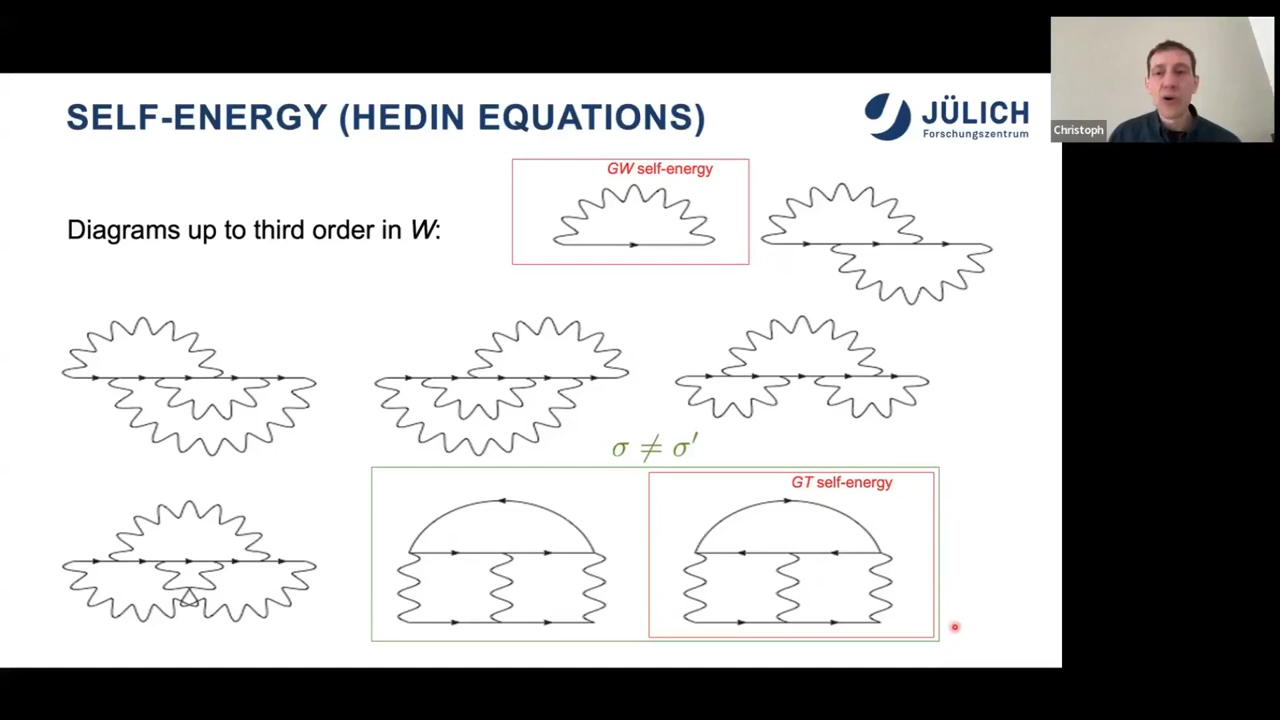 SELF-ENERGY (HEDIN EQUATIONS)
JÜLICH
Forschungszentrum
Christoph
GW self-energy
Diagrams up to third order in W:
σ ≠ σ′
GT self-energy